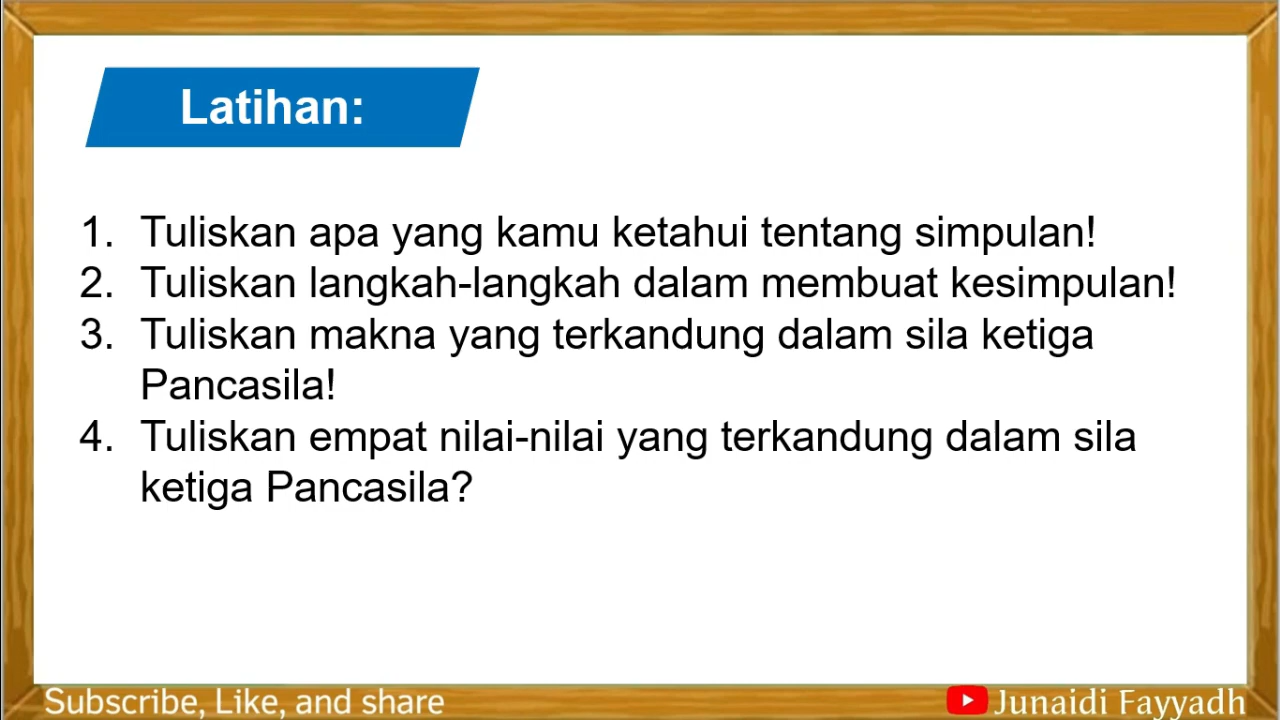 Latihan:
1. Tuliskan apa yang kamu ketahui tentang simpulan!
2. Tuliskan langkah-langkah dalam membuat kesimpulan!
3. Tuliskan makna yang terkandung dalam sila ketiga
Pancasila!
4. Tuliskan empat nilai-nilai yang terkandung dalam sila
ketiga Pancasila?
Subscribe, Like, and share
Junaidi Fayyadh